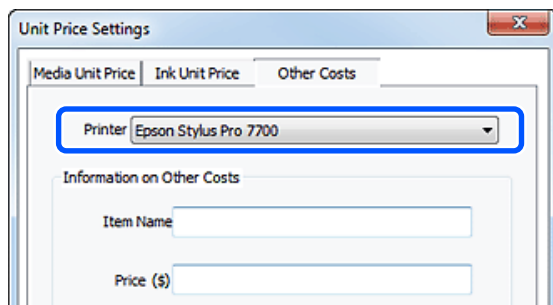 Unit Price Settings
Media Unit Price Ink Unit Price Other Costs
Printer Epson Stylus Pro 7700
Information on Other Costs
Item Name
Price ($)